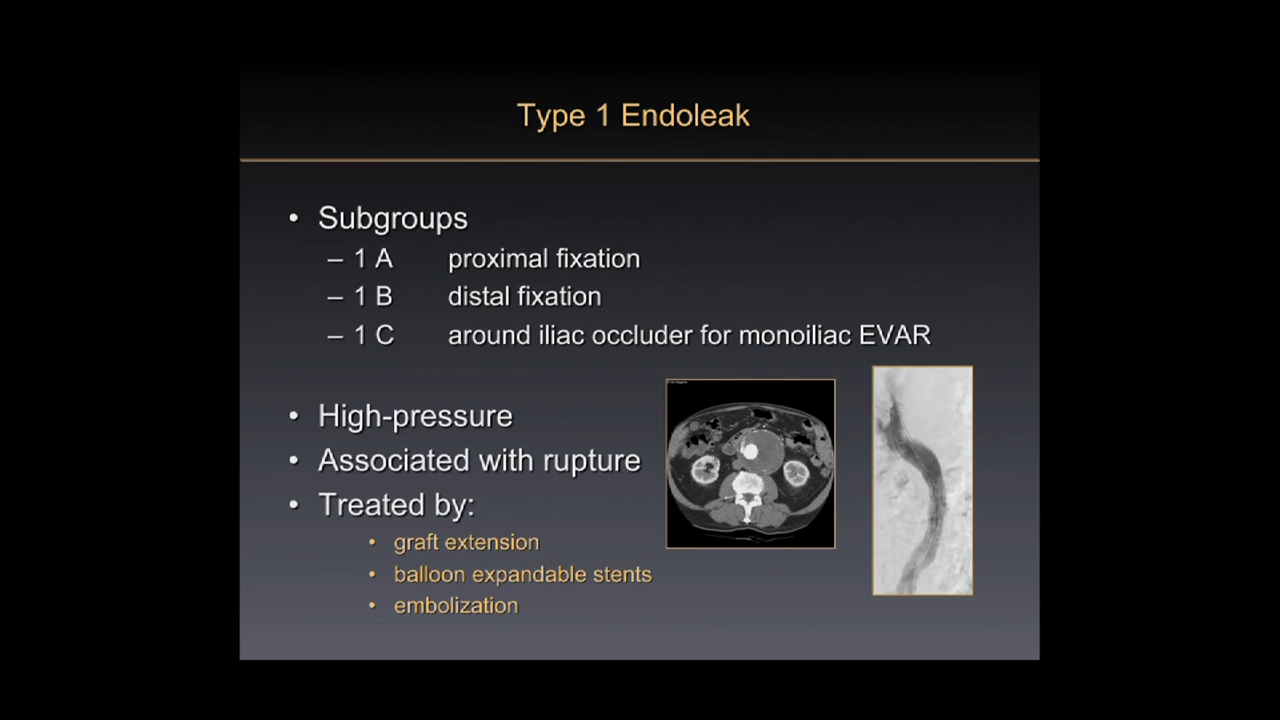 Type 1 Endoleak
• Subgroups
– 1 A proximal fixation
– 1 B distal fixation
– 1 C around iliac occluder for monoiliac EVAR
• High-pressure
• Associated with rupture
• Treated by:
• graft extension
• balloon expandable stents
• embolization